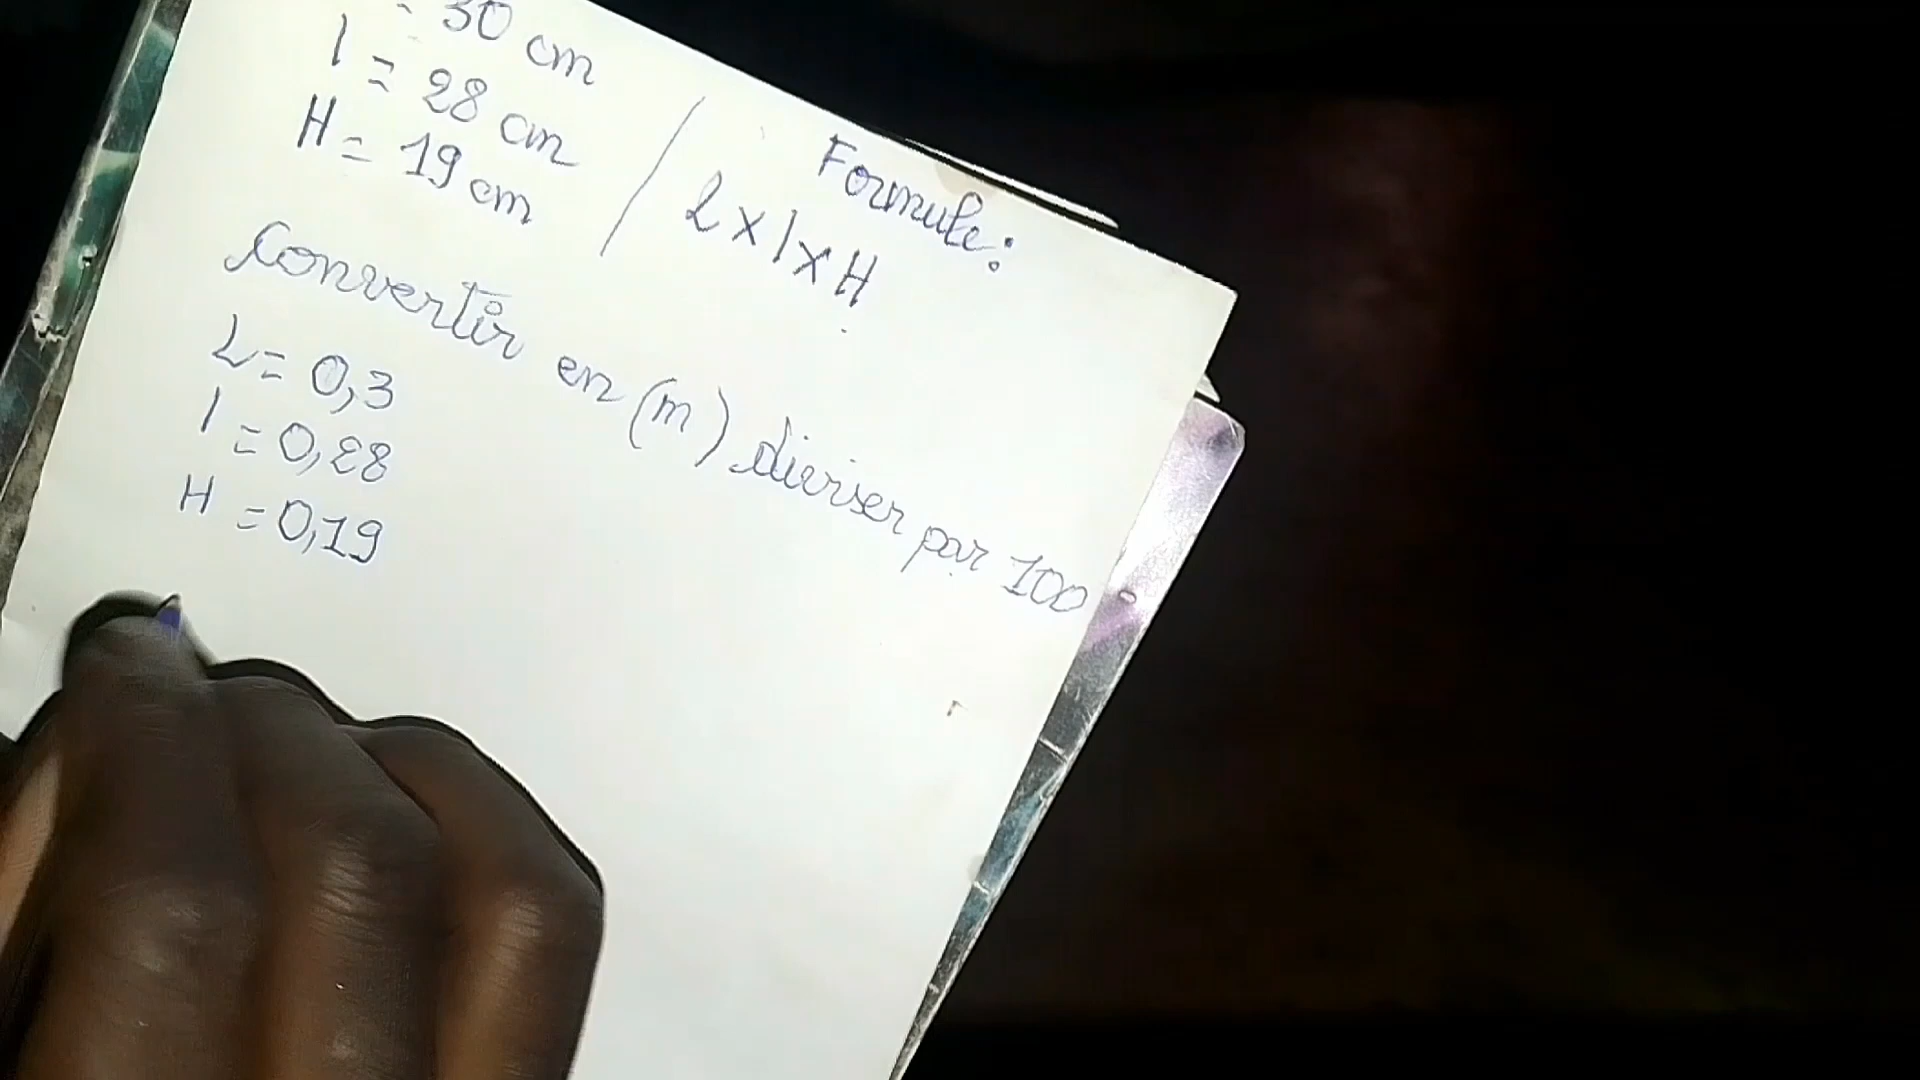 = 30 cm
l = 28 cm
H = 19 cm
Formule:
L x l x H
Convertir en (m) diviser par 100
L = 0,3
l = 0,28
H = 0,19